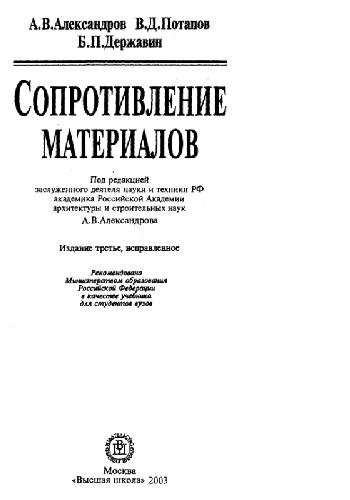 А.В.Александров В.Д.Потапов
Б.П.Державин
СОПРОТИВЛЕНИЕ
МАТЕРИАЛОВ
Под редакцией
заслуженного деятеля науки и техники РФ
академика Российской Академии
архитектуры и строительных наук
А.В.Александрова
Издание третье, исправленное
Рекомендовано
Министерством образования
Российской Федерации
в качестве учебника
для студентов вузов
Москва
«Высшая школа» 2003